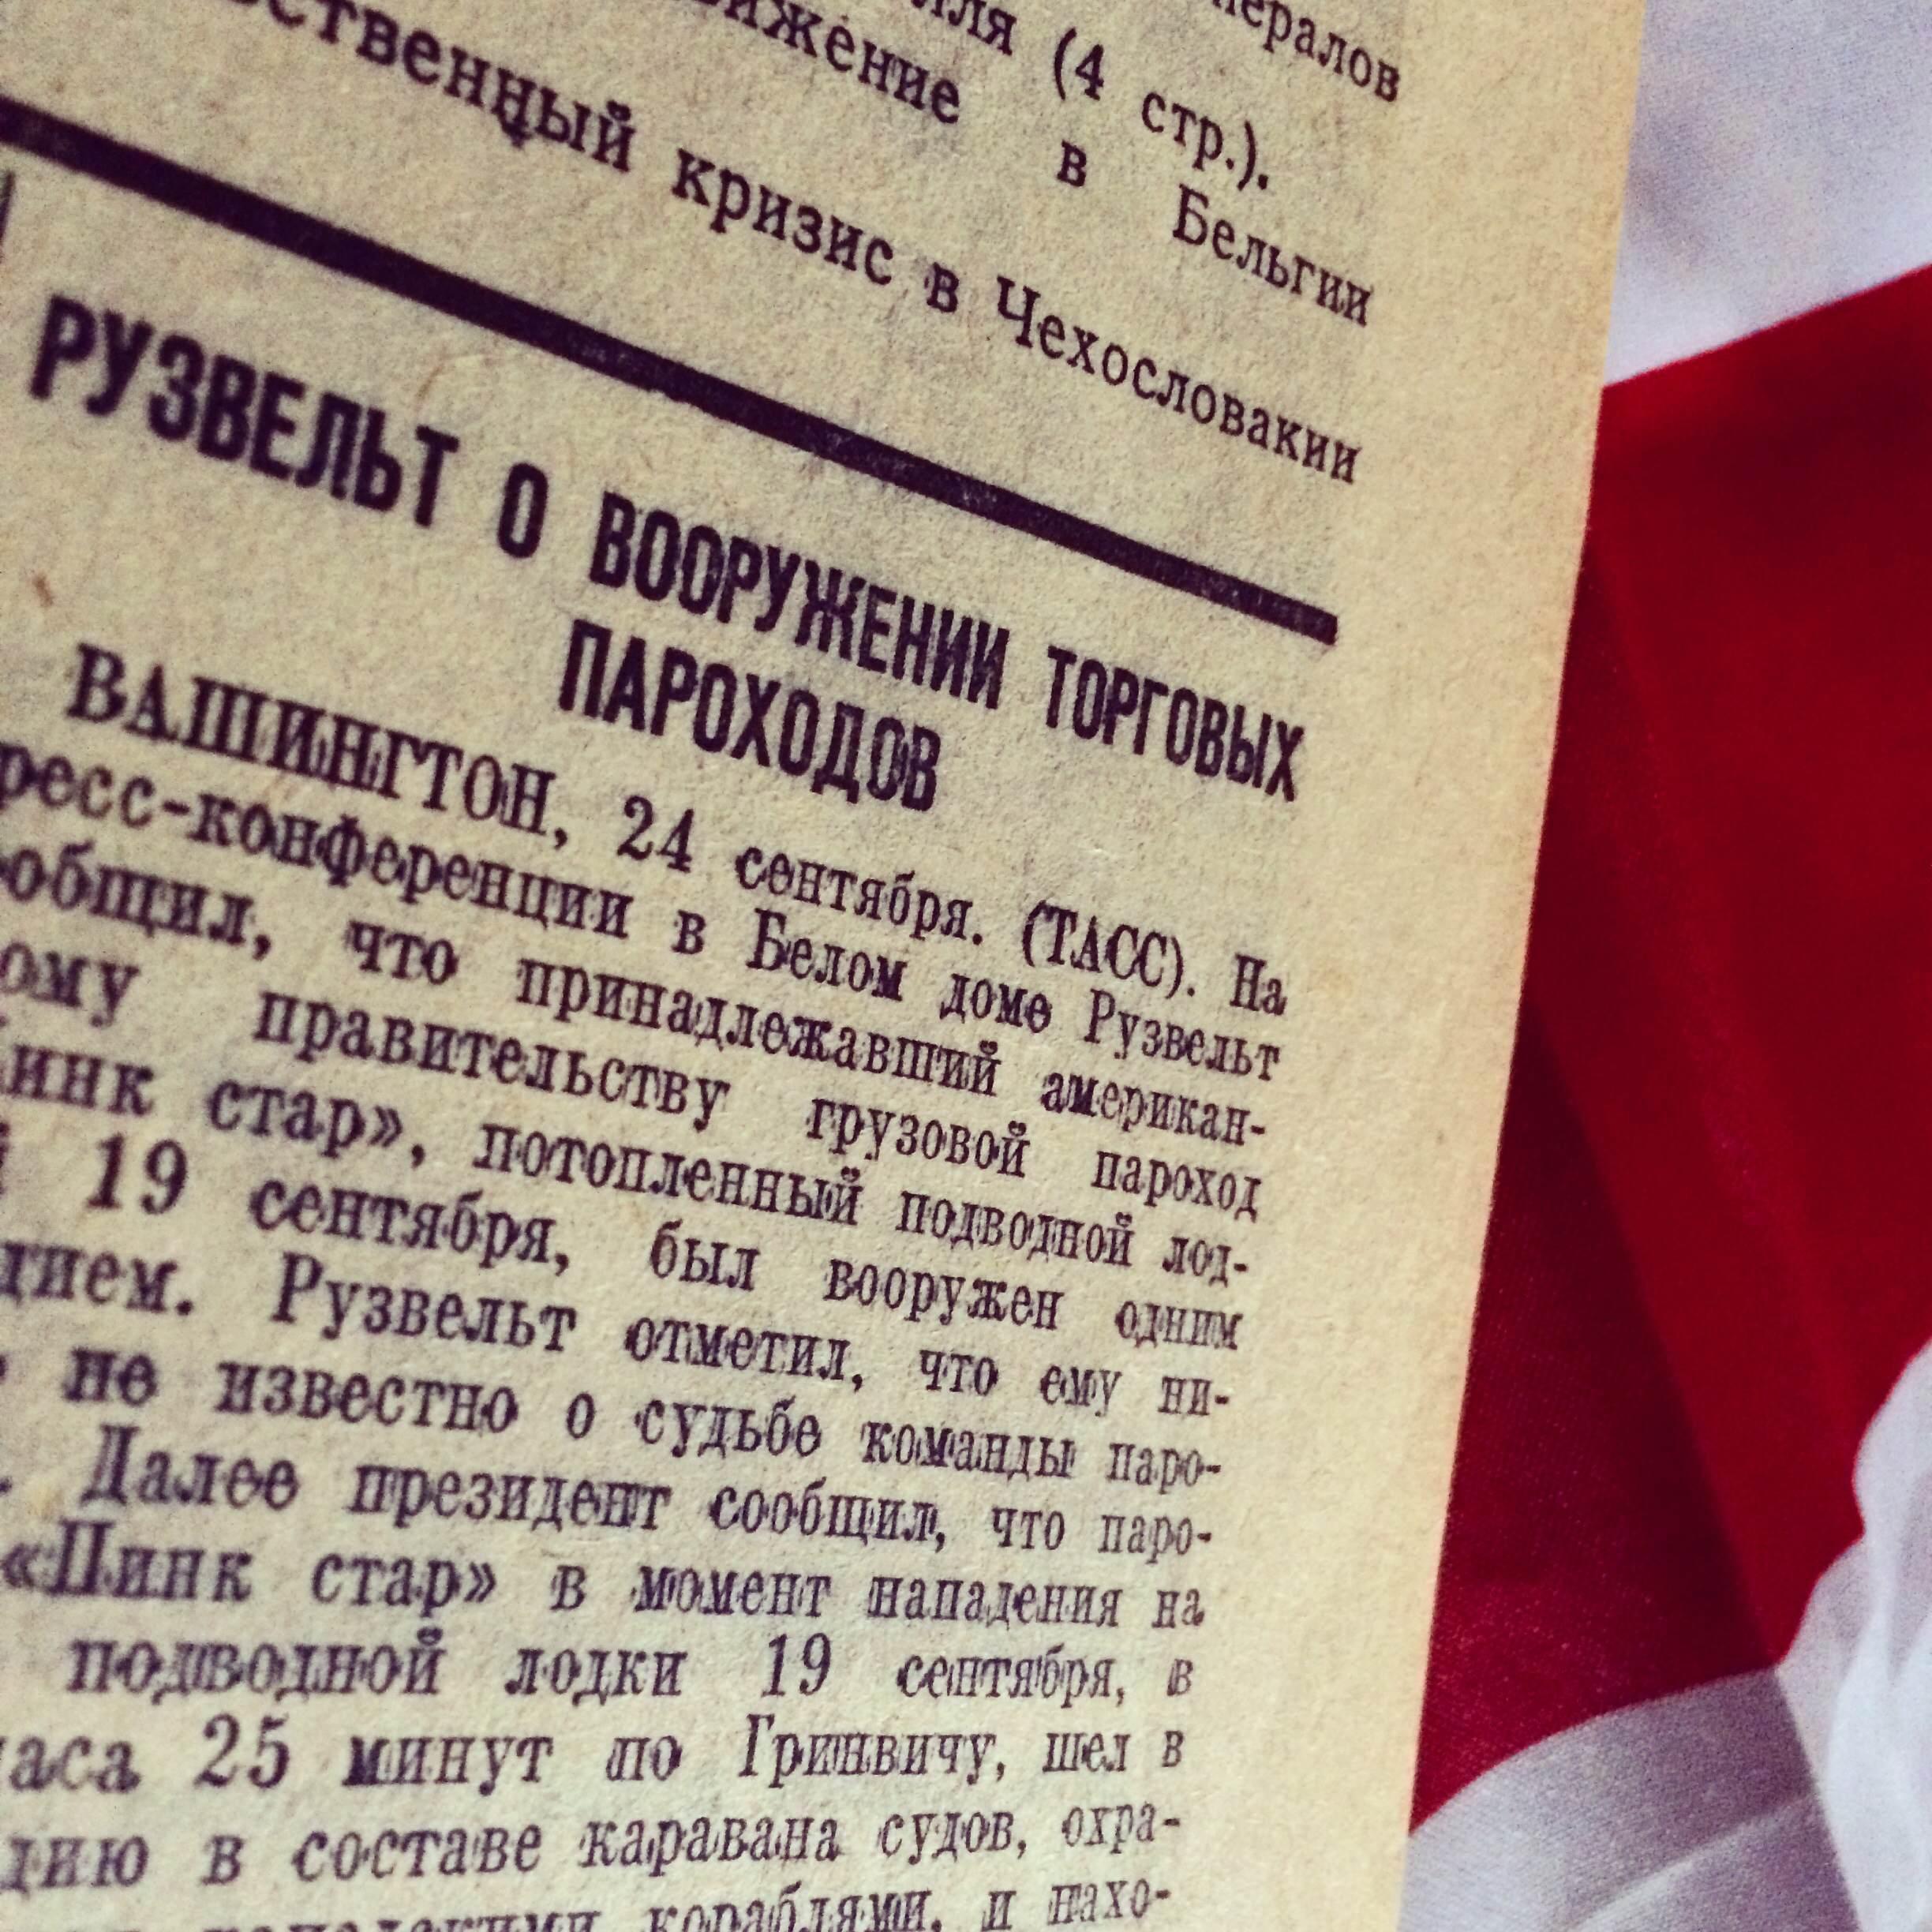 (4 стр.).
в Бельгии
кризис в Чехословакии
РУЗВЕЛЬТ О ВООРУЖЕНИИ ТОРГОВЫХ
ПАРОХОДОВ
ВАШИНГТОН, 24 сентября. (ТАСС). На
ресс-конференции в Белом доме Рузвельт
общил, что принадлежавший американ-
ому правительству грузовой пароход
инк стар», потопленный подводной лод-
й 19 сентября, был вооружен одним
дием. Рузвельт отметил, что ему ни-
не известно о судьбе команды паро-
Далее президент сообщил, что паро-
«Пинк стар» в момент нападения на
подводной лодки 19 сентября, в
часа 25 минут по Гринвичу, шел в
дию в составе каравана судов, охра-
кораблями, и нахо-